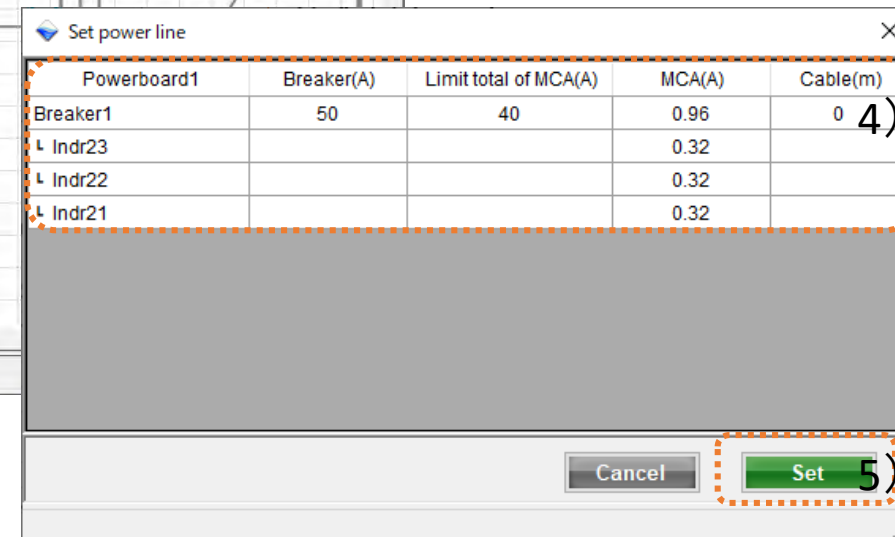 Set power line
Powerboard1 Breaker(A) Limit total of MCA(A) MCA(A) Cable(m)
Breaker1 50 40 0.96 0 4)
┗ Indr23 0.32
┗ Indr22 0.32
┗ Indr21 0.32
Cancel Set 5)